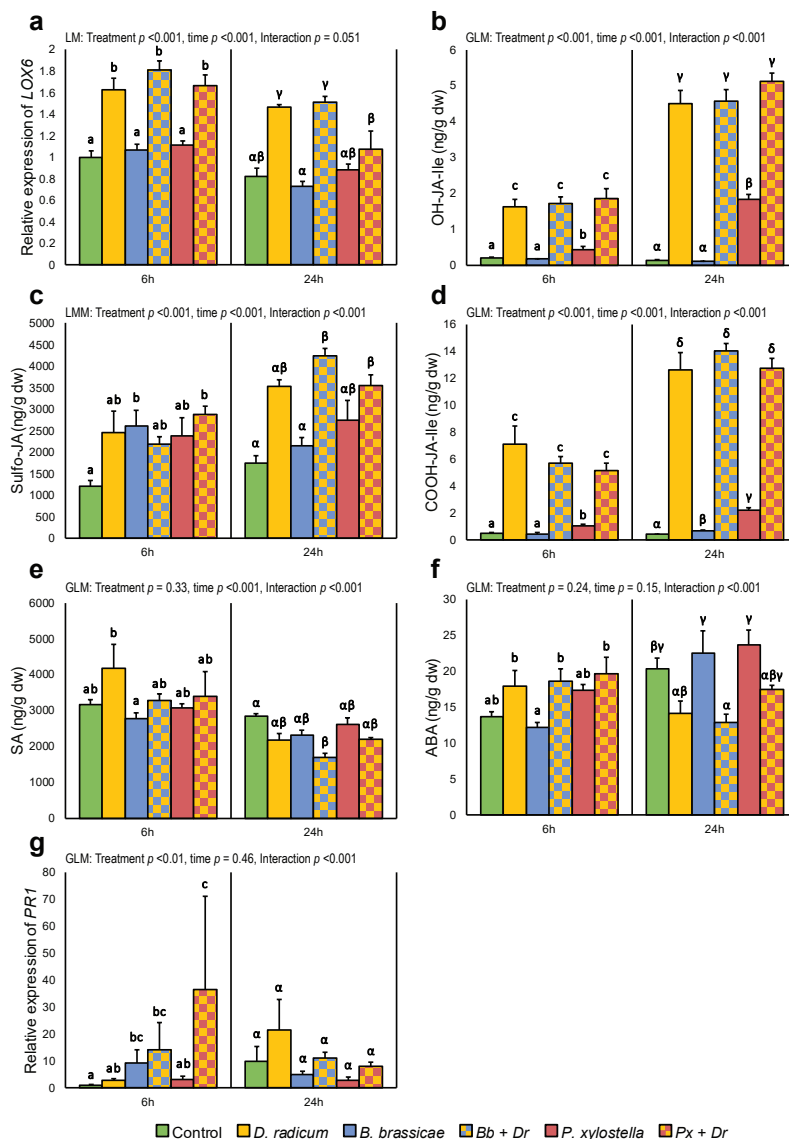 a
LM: Treatment p <0.001, time p <0.001, Interaction p = 0.051
Relative expression of LOX6
2
1.8
1.6
1.4
1.2
1
0.8
0.6
0.4
0.2
0
a b a b a b
αβ γ α γ αβ β
6h 24h
b
GLM: Treatment p <0.001, time p <0.001, Interaction p <0.001
OH-JA-Ile (ng/g dw)
6
5
4
3
2
1
0
a c a c b c
α γ α γ β γ
6h 24h
c
LMM: Treatment p <0.001, time p <0.001, Interaction p <0.001
Sulfo-JA (ng/g dw)
5000
4500
4000
3500
3000
2500
2000
1500
1000
500
0
a ab b ab ab b
α αβ α β αβ β
6h 24h
d
GLM: Treatment p <0.001, time p <0.001, Interaction p <0.001
COOH-JA-Ile (ng/g dw)
16
14
12
10
8
6
4
2
0
a c a c b c
α δ β δ γ δ
6h 24h
e
GLM: Treatment p = 0.33, time p <0.001, Interaction p <0.001
SA (ng/g dw)
6000
5000
4000
3000
2000
1000
0
ab b a ab ab ab
α αβ αβ β αβ αβ
6h 24h
f
GLM: Treatment p = 0.24, time p = 0.15, Interaction p <0.001
ABA (ng/g dw)
30
25
20
15
10
5
0
ab b a b ab b
βγ αβ γ α γ αβγ
6h 24h
g
GLM: Treatment p <0.01, time p = 0.46, Interaction p <0.001
Relative expression of PR1
80
70
60
50
40
30
20
10
0
a ab bc bc ab c
α α α α α α
6h 24h
Control D. radicum B. brassicae Bb + Dr P. xylostella Px + Dr